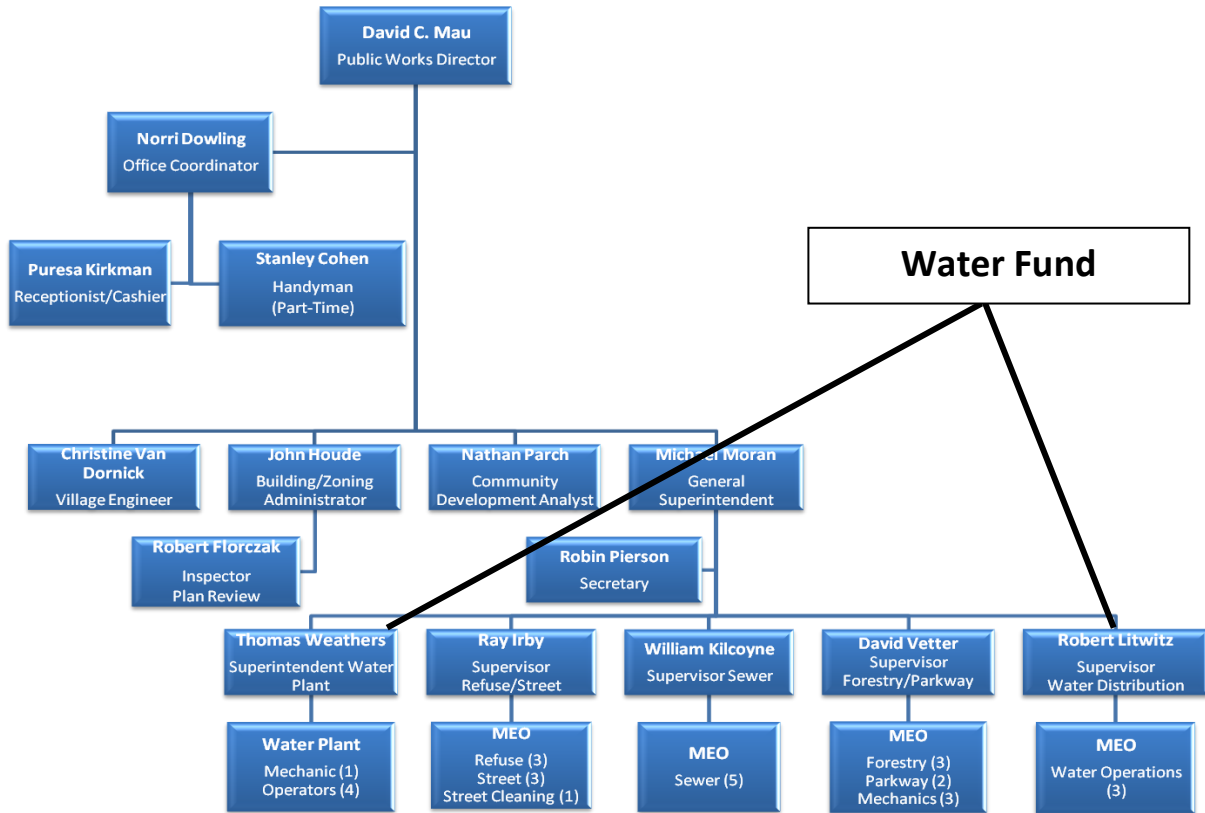 David C. Mau
Public Works Director
Norri Dowling
Office Coordinator
Puresa Kirkman
Receptionist/Cashier
Stanley Cohen
Handyman
(Part-Time)
Water Fund
Christine Van
Dornick
Village Engineer
John Houde
Building/Zoning
Administrator
Nathan Parch
Community
Development Analyst
Michael Moran
General
Superintendent
Robert Florczak
Inspector
Plan Review
Robin Pierson
Secretary
Thomas Weathers
Superintendent Water
Plant
Ray Irby
Supervisor
Refuse/Street
William Kilcoyne
Supervisor Sewer
David Vetter
Supervisor
Forestry/Parkway
Robert Litwitz
Supervisor
Water Distribution
Water Plant
Mechanic (1)
Operators (4)
MEO
Refuse (3)
Street (3)
Street Cleaning (1)
MEO
Sewer (5)
MEO
Forestry (3)
Parkway (2)
Mechanics (3)
MEO
Water Operations
(3)